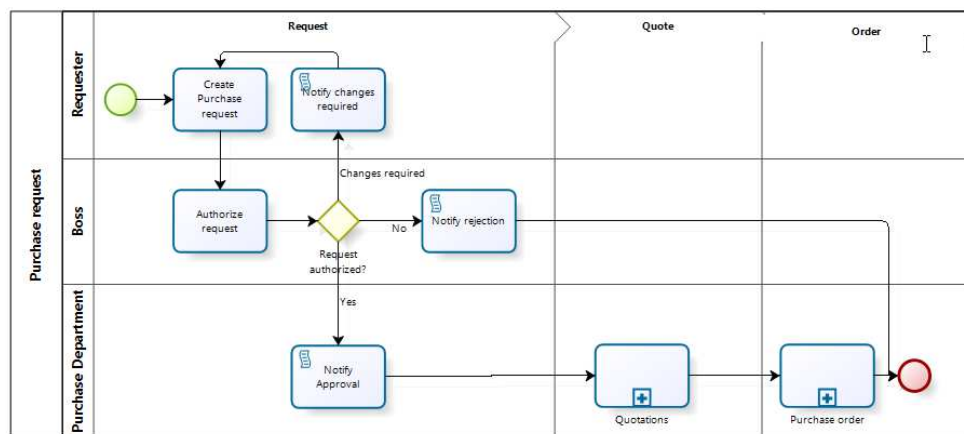 Request
Quote
Order
Purchase request
Requester
Create
Purchase
request
Notify changes
required
Changes required
Boss
Authorize
request
Request
authorized?
No
Notify rejection
Yes
Purchase Department
Notify
Approval
Quotations
Purchase order